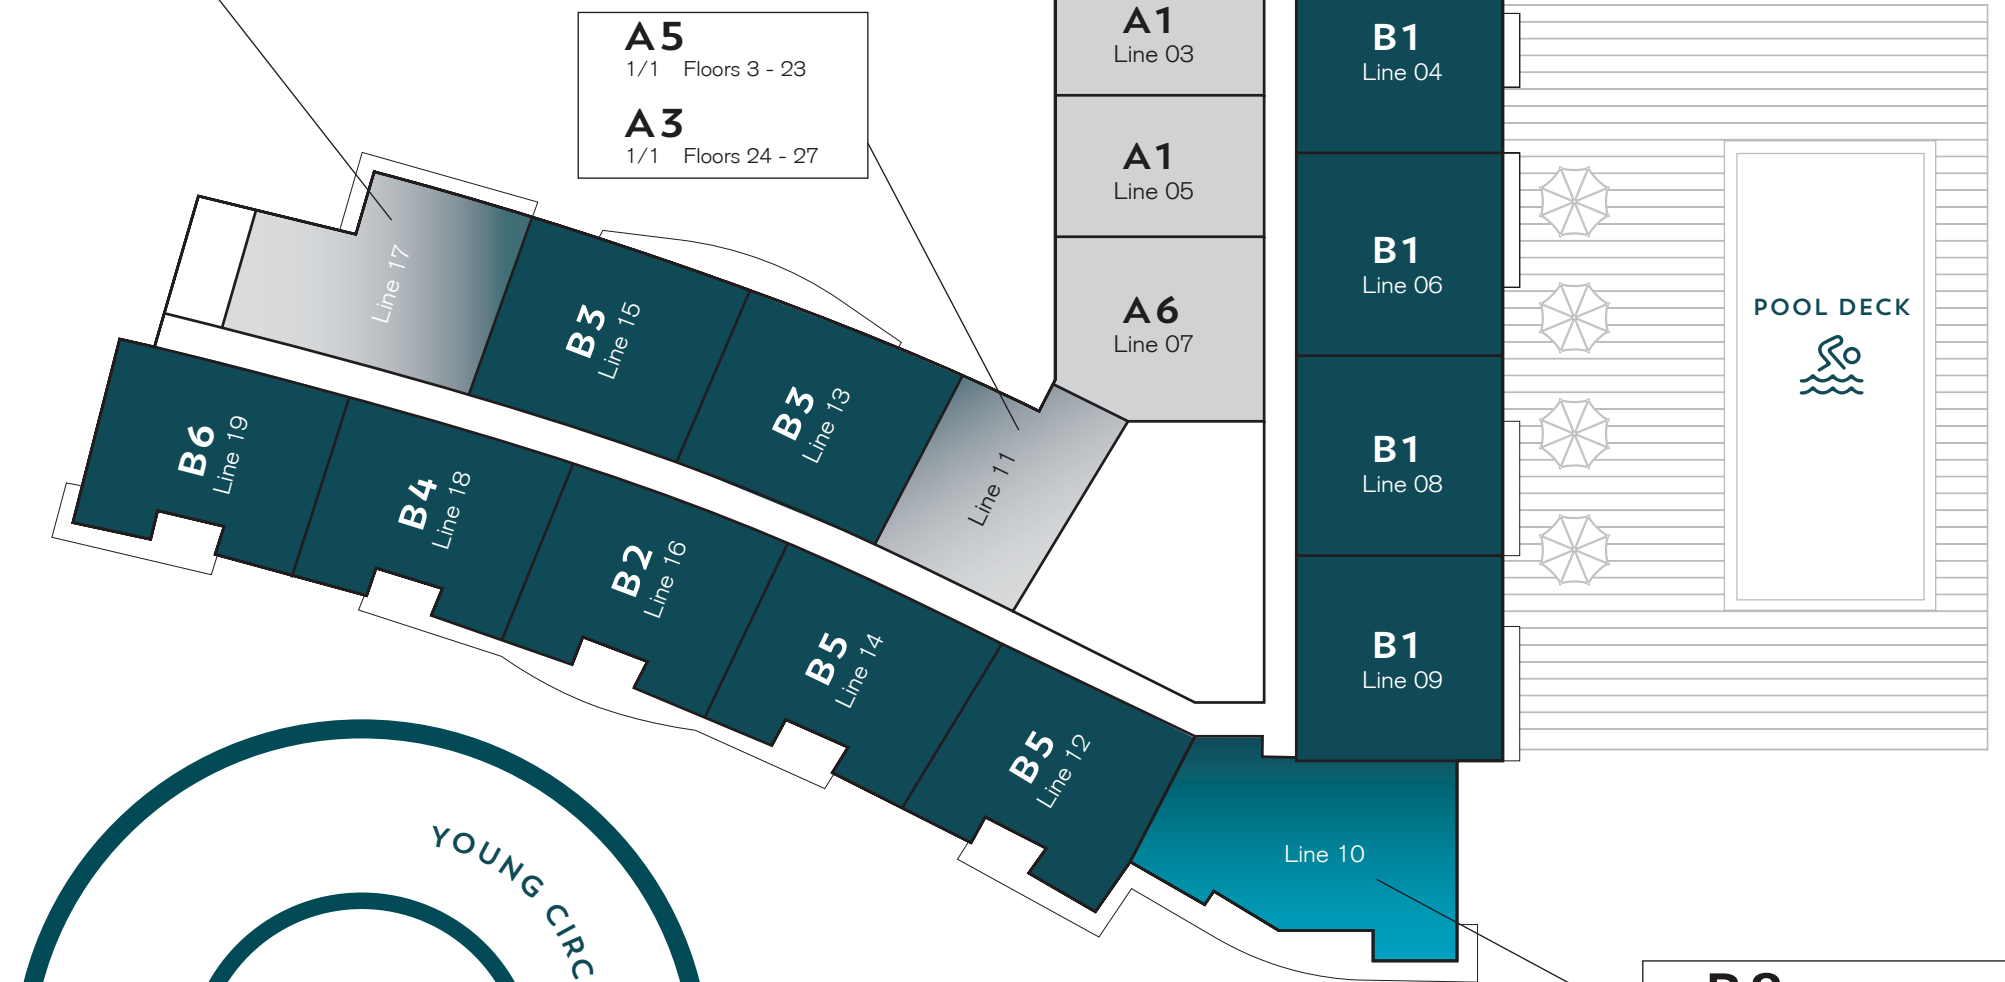 A5
1/1 Floors 3 - 23
A3
1/1 Floors 24 - 27
A1
Line 03
A1
Line 05
A6
Line 07
B1
Line 04
B1
Line 06
B1
Line 08
B1
Line 09
POOL DECK
Line 17
B3
Line 15
B3
Line 13
Line 11
B6
Line 19
B4
Line 18
B2
Line 16
B5
Line 14
B5
Line 12
Line 10
YOUNG CIRC